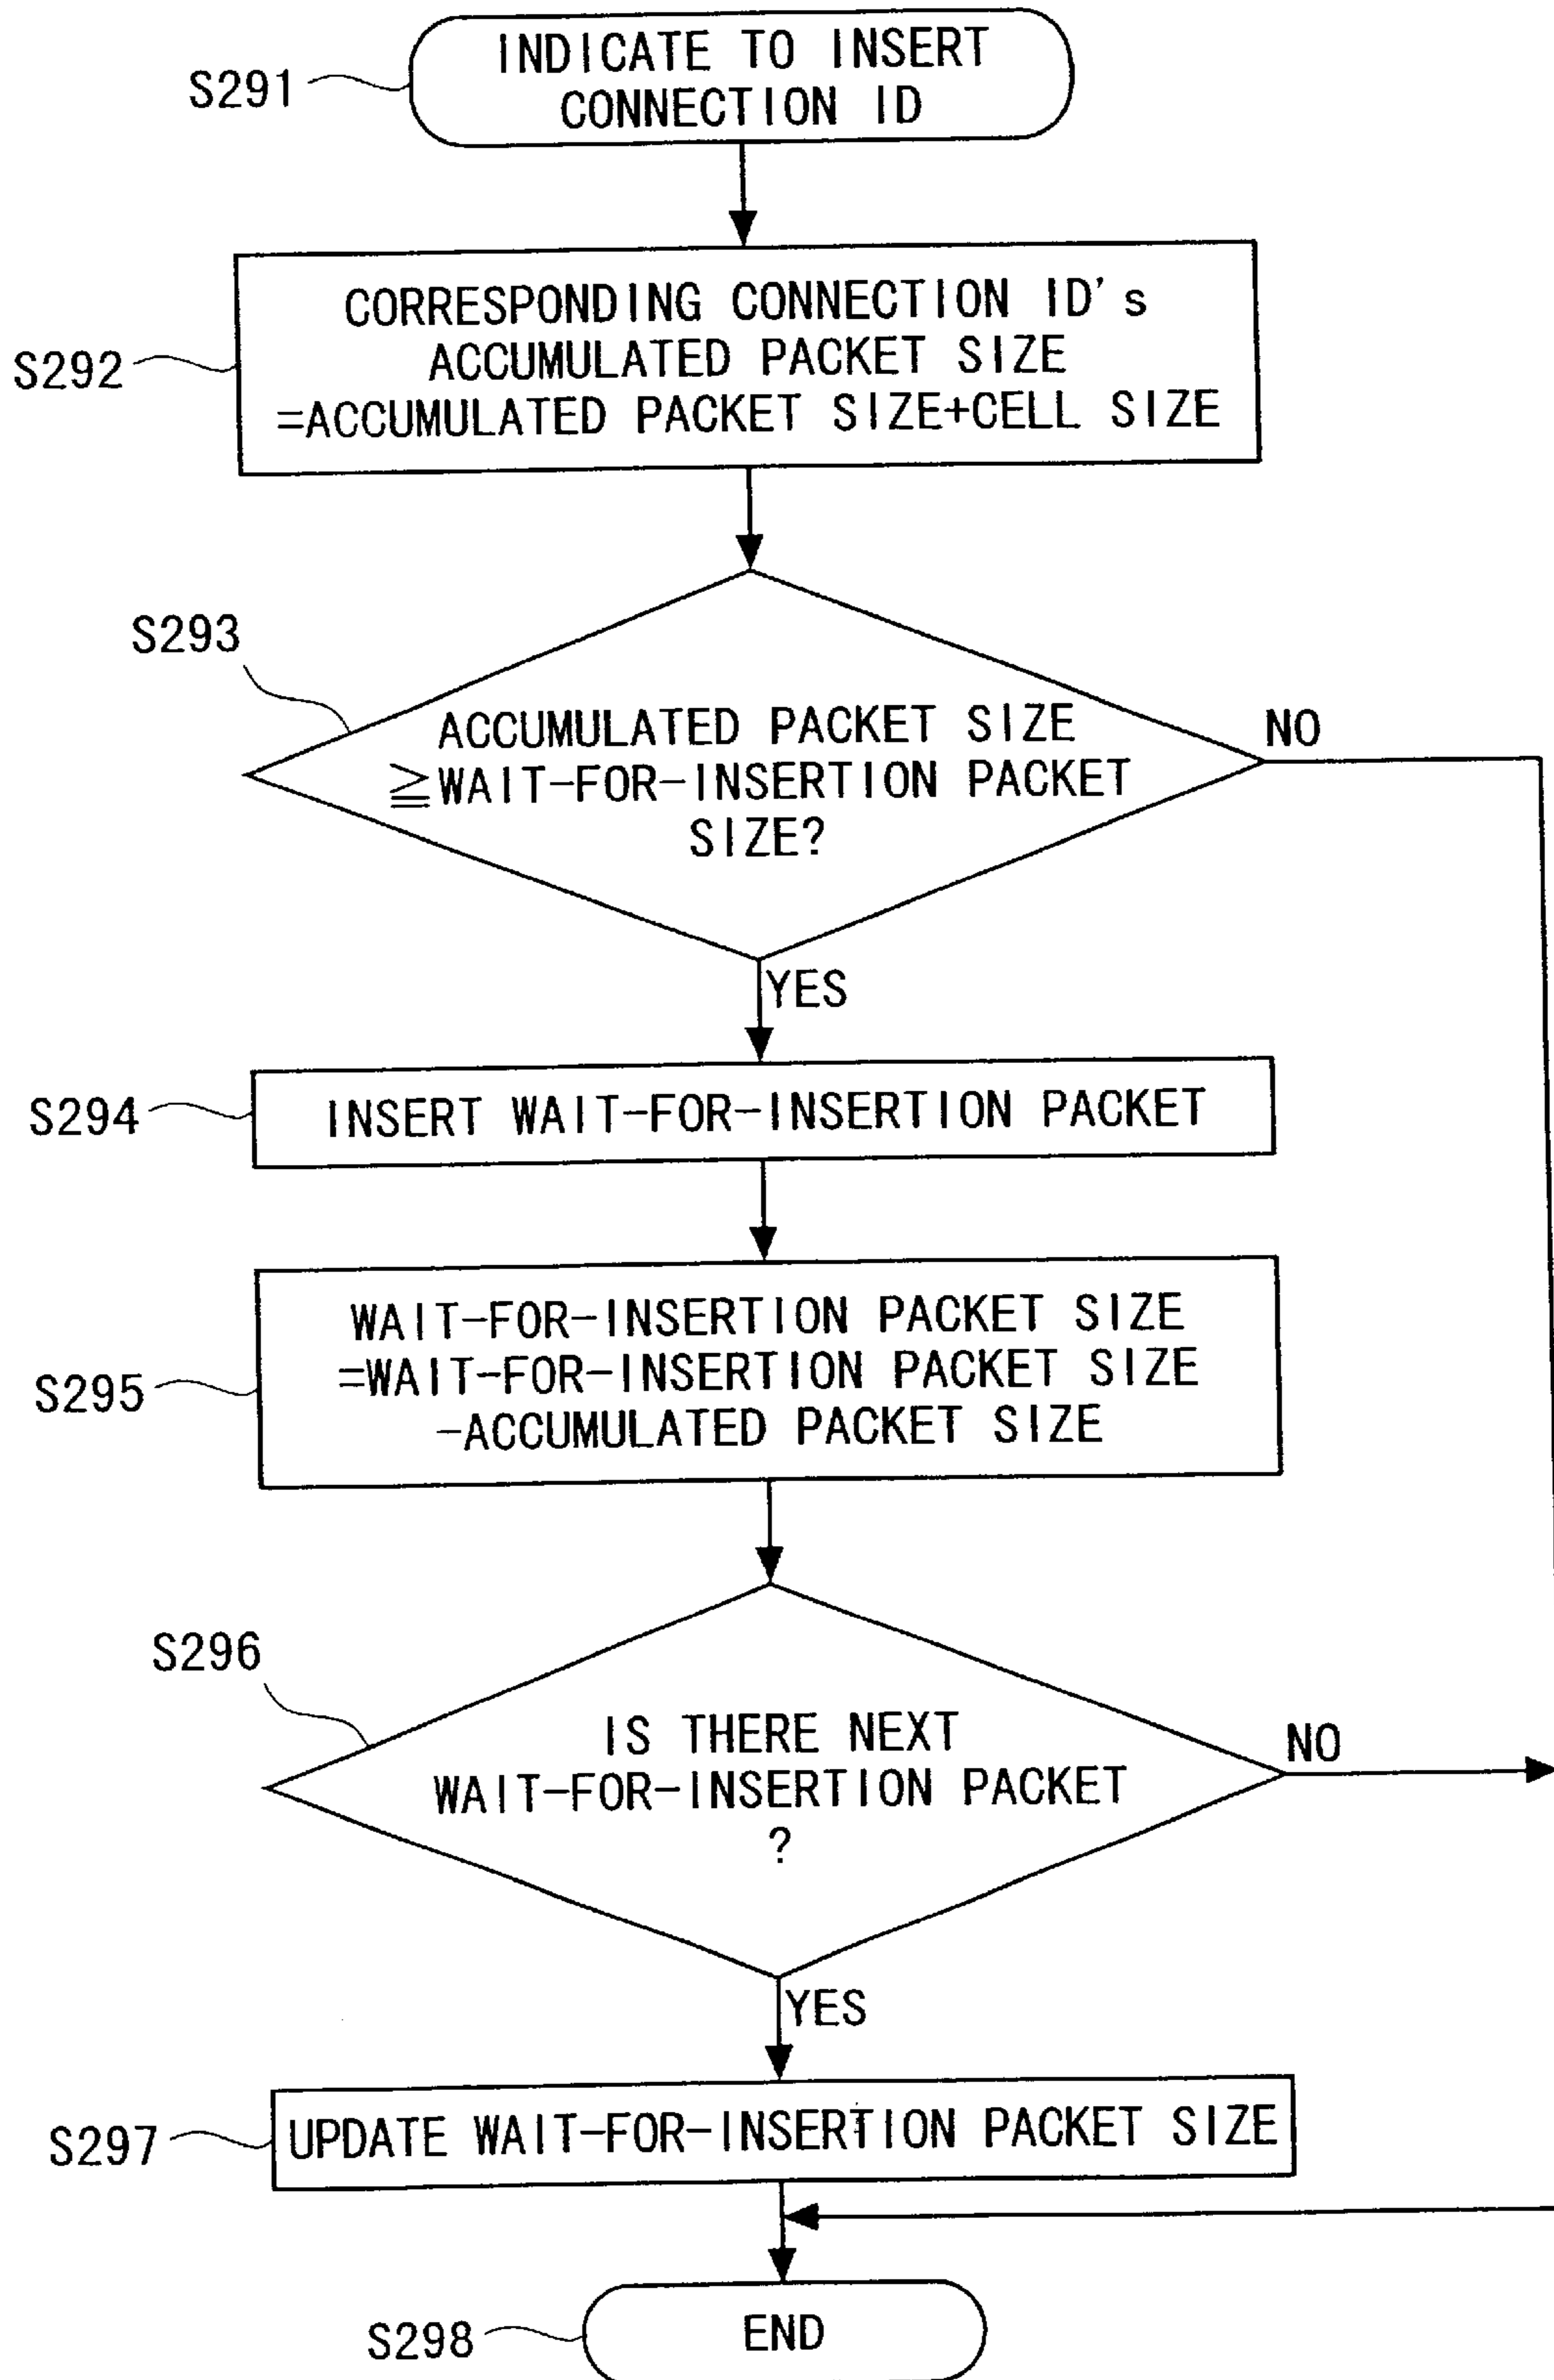 INDICATE TO INSERT
CONNECTION ID
S291
CORRESPONDING CONNECTION ID's
ACCUMULATED PACKET SIZE
=ACCUMULATED PACKET SIZE+CELL SIZE
S292
S293
ACCUMULATED PACKET SIZE
≧WAIT-FOR-INSERTION PACKET
SIZE?
NO
YES
S294
INSERT WAIT-FOR-INSERTION PACKET
WAIT-FOR-INSERTION PACKET SIZE
=WAIT-FOR-INSERTION PACKET SIZE
-ACCUMULATED PACKET SIZE
S295
S296
IS THERE NEXT
WAIT-FOR-INSERTION PACKET
?
NO
YES
S297
UPDATE WAIT-FOR-INSERTION PACKET SIZE
S298
END